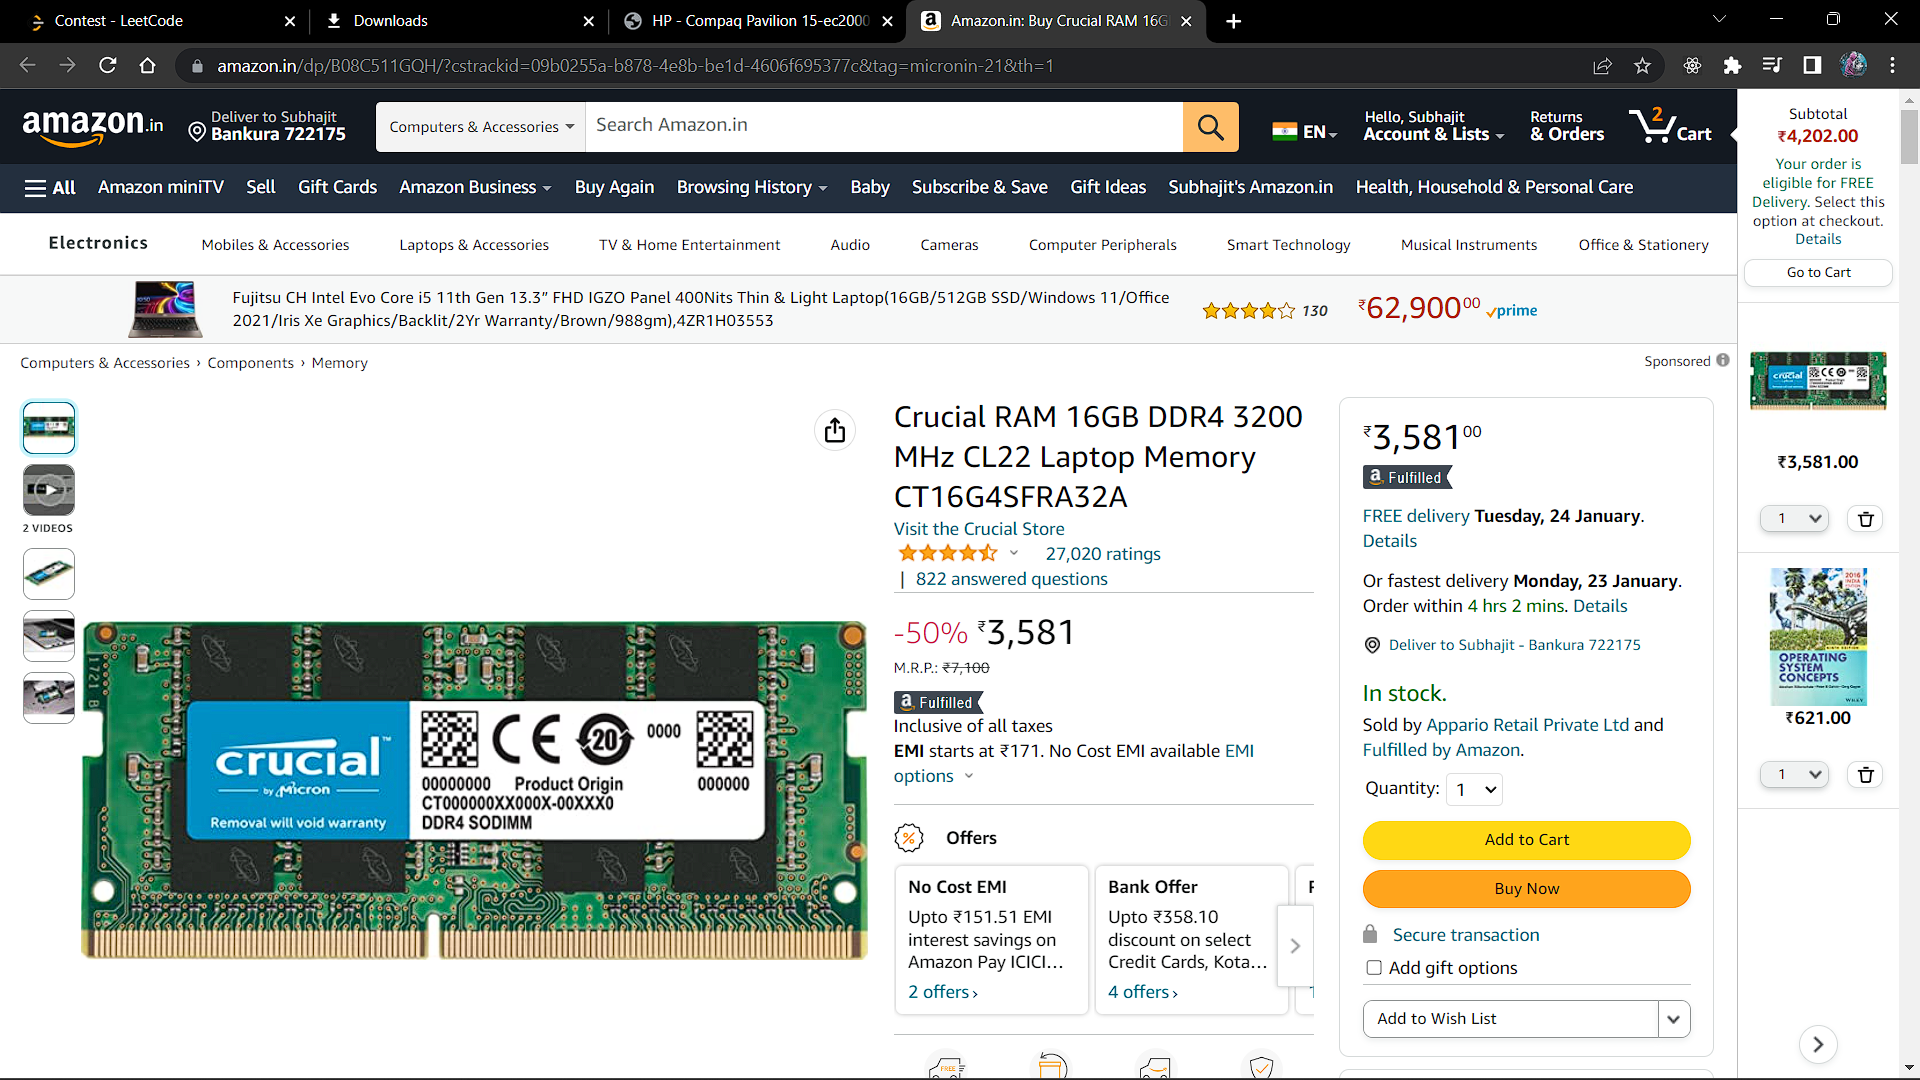 Contest - LeetCode
Downloads
HP - Compaq Pavilion 15-ec2000
Amazon.in: Buy Crucial RAM 16G
amazon.in/dp/B08C511GQH/?cstrackid=09b0255a-b878-4e8b-be1d-4606f695377c&tag=micronin-21&th=1
amazon.in
Deliver to Subhajit
Bankura 722175
Computers & Accessories
Search Amazon.in
EN
Hello, Subhajit
Account & Lists
Returns
& Orders
2
Cart
All
Amazon miniTV
Sell
Gift Cards
Amazon Business
Buy Again
Browsing History
Baby
Subscribe & Save
Gift Ideas
Subhajit's Amazon.in
Health, Household & Personal Care
Electronics
Mobiles & Accessories
Laptops & Accessories
TV & Home Entertainment
Audio
Cameras
Computer Peripherals
Smart Technology
Musical Instruments
Office & Stationery
Fujitsu CH Intel Evo Core i5 11th Gen 13.3” FHD IGZO Panel 400Nits Thin & Light Laptop(16GB/512GB SSD/Windows 11/Office
2021/Iris Xe Graphics/Backlit/2Yr Warranty/Brown/988gm),4ZR1H03553
130
₹62,90000
prime
Computers & Accessories › Components › Memory
Sponsored
2 VIDEOS
1721 B
crucial™
by Micron
Removal will void warranty
CE
20
0000
00000000
Product Origin
000000
CT000000XX000X-00XXX0
DDR4 SODIMM
Crucial RAM 16GB DDR4 3200
MHz CL22 Laptop Memory
CT16G4SFRA32A
Visit the Crucial Store
27,020 ratings
| 822 answered questions
-50% ₹3,581
M.R.P.: ₹7,100
a Fulfilled
Inclusive of all taxes
EMI starts at ₹171. No Cost EMI available EMI
options
Offers
No Cost EMI
Upto ₹151.51 EMI
interest savings on
Amazon Pay ICICI…
2 offers ›
Bank Offer
Upto ₹358.10
discount on select
Credit Cards, Kota…
4 offers ›
FREE
₹3,58100
a Fulfilled
FREE delivery Tuesday, 24 January.
Details
Or fastest delivery Monday, 23 January.
Order within 4 hrs 2 mins. Details
Deliver to Subhajit - Bankura 722175
In stock.
Sold by Appario Retail Private Ltd and
Fulfilled by Amazon.
Quantity: 1
Add to Cart
Buy Now
Secure transaction
Add gift options
Add to Wish List
Subtotal
₹4,202.00
Your order is
eligible for FREE
Delivery. Select this
option at checkout.
Details
Go to Cart
crucial
₹3,581.00
1
2016
OPERATING
SYSTEM
CONCEPTS
WILEY
₹621.00
1